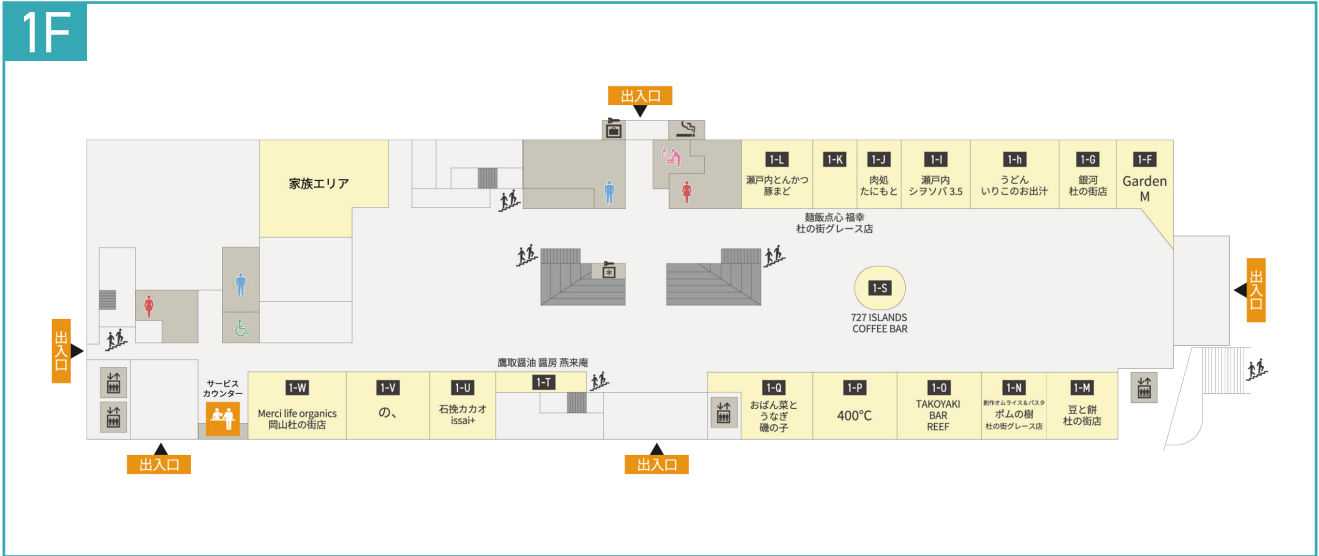 1F
出入口
家族エリア
1-L
瀬戸内とんかつ
豚まど
1-K
麺飯点心 福幸
杜の街グレース店
1-J
肉処
たにもと
1-I
瀬戸内
シヲソバ 3.5
1-h
うどん
いりこのお出汁
1-G
銀河
杜の街店
1-F
Garden
M
1-S
727 ISLANDS
COFFEE BAR
出入口
出入口
サービス
カウンター
1-W
Merci life organics
岡山杜の街店
1-V
の、
1-U
石挽カカオ
issai+
鷹取醤油 醤房 燕来庵
1-T
1-Q
おばん菜と
うなぎ
磯の子
1-P
400°C
1-O
TAKOYAKI
BAR
REEF
1-N
創作オムライス&パスタ
ポムの樹
杜の街グレース店
1-M
豆と餅
杜の街店
出入口
出入口